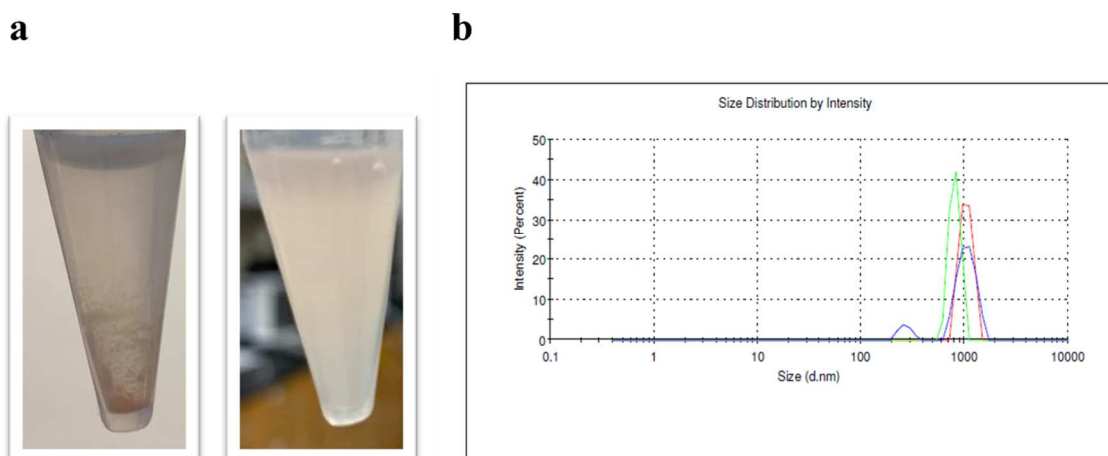 a
b
Size Distribution by Intensity
Intensity (Percent)
50
40
30
20
10
0
0.1 1 10 100 1000 10000
Size (d.nm)